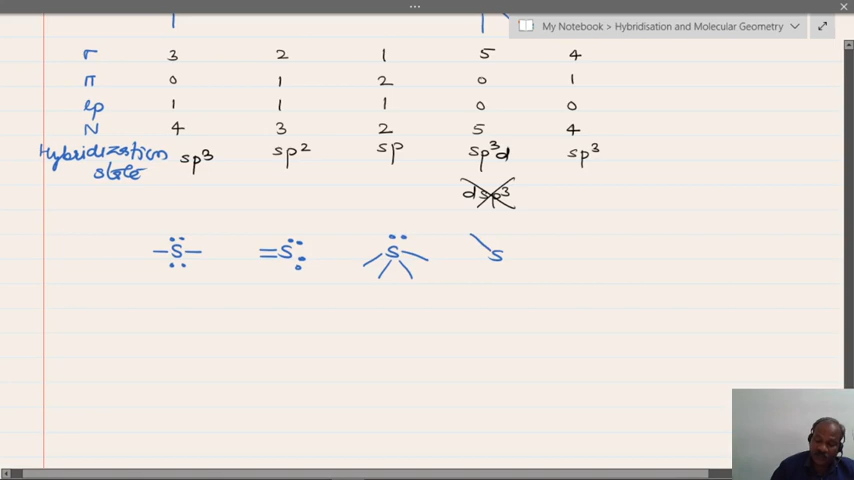 My Notebook > Hybridisation and Molecular Geometry
σ 3 2 1 5 4
π 0 1 2 0 1
lp 1 1 1 0 0
N 4 3 2 5 4
Hybridization state sp³ sp² sp sp³d sp³
dsp³
S S S S